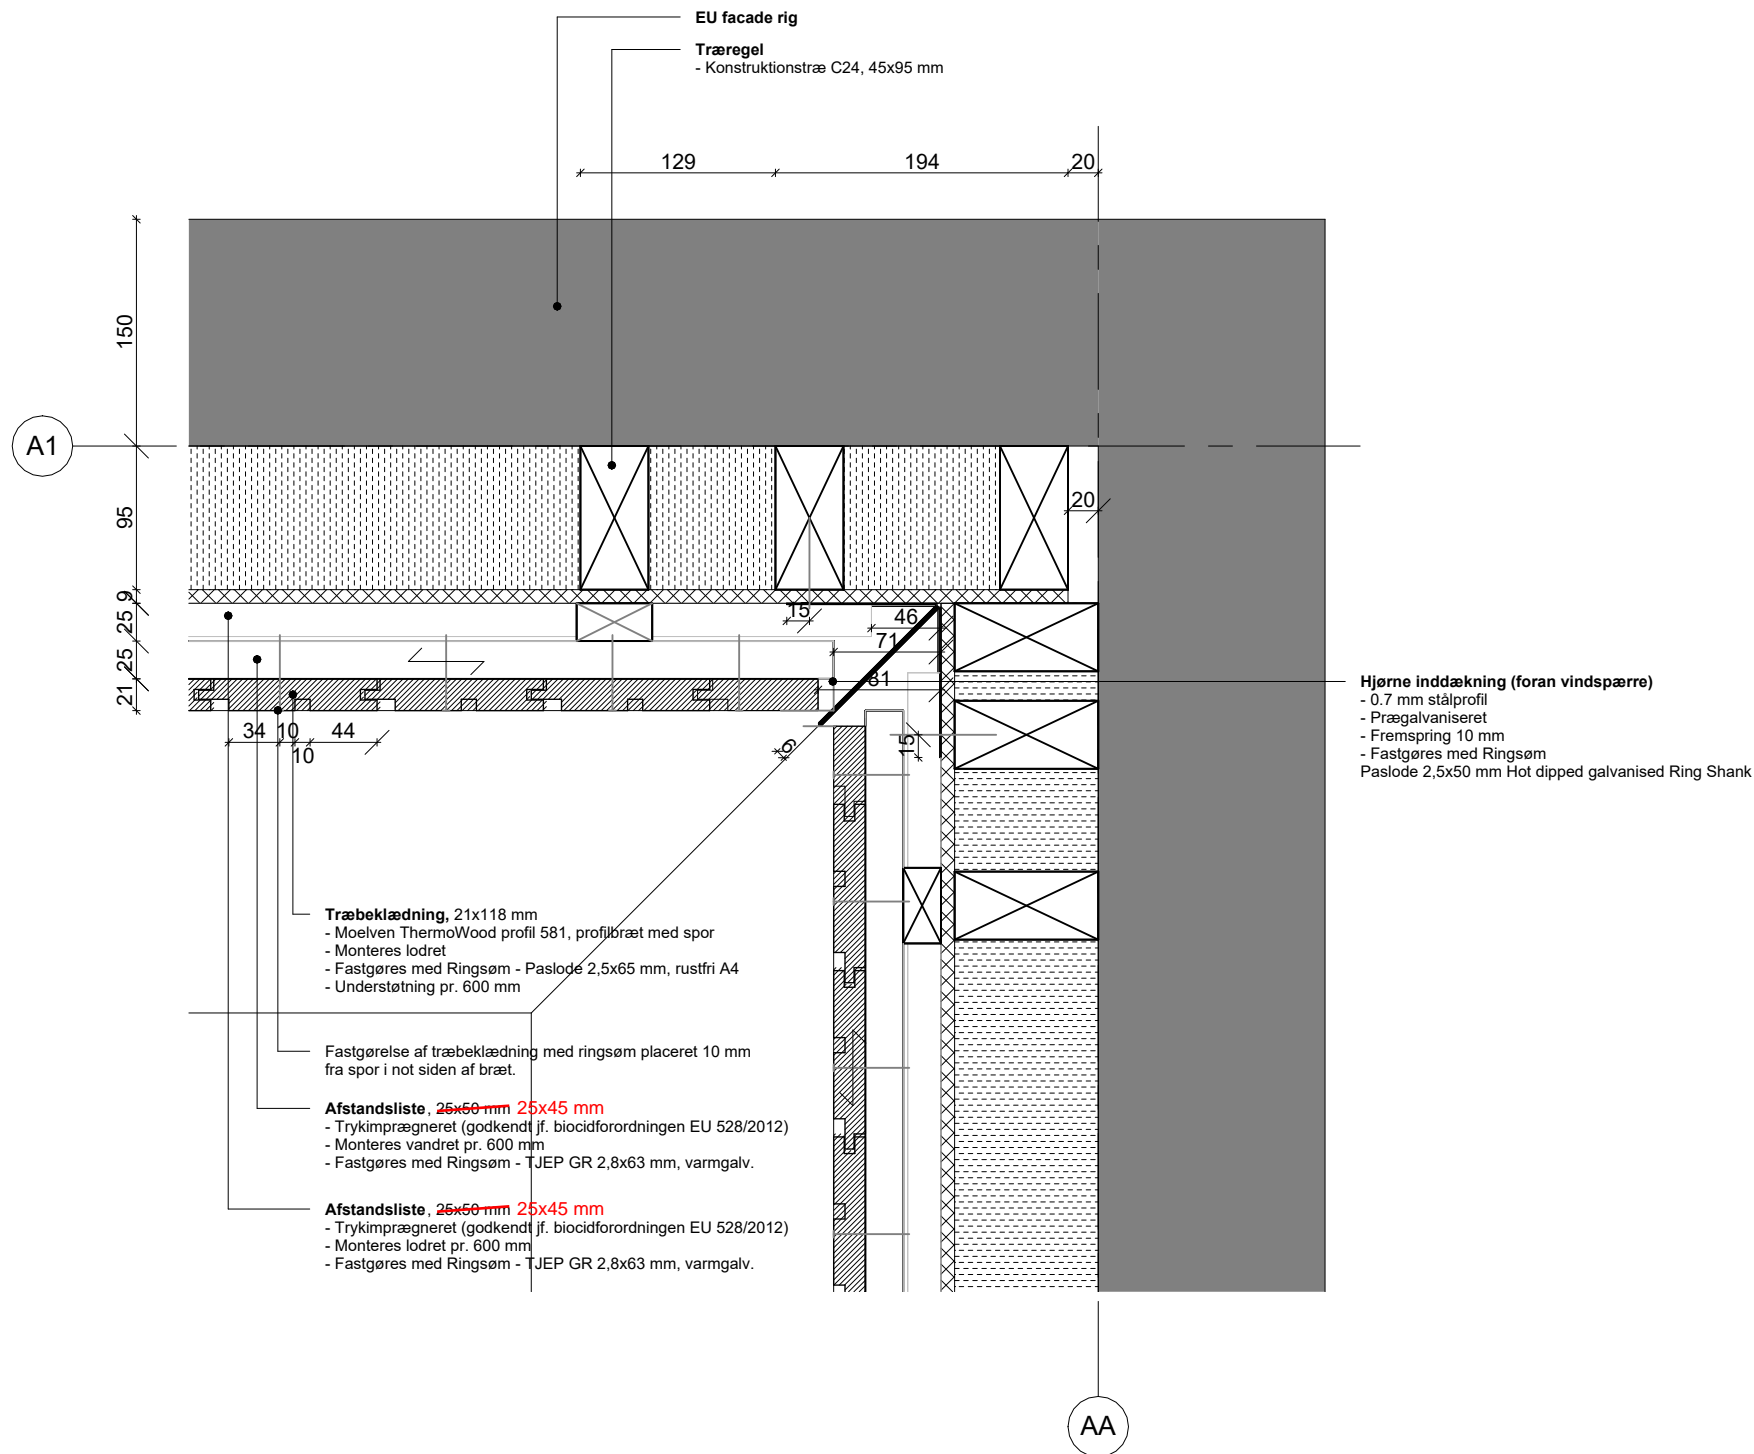 EU facade rig
Træregel
- Konstruktionstræ C24, 45x95 mm
129
194
20
150
A1
95
20
9
25
25
21
15
46
71
81
34
10
10
44
6
15
Hjørne inddækning (foran vindspærre)
- 0.7 mm stålprofil
- Prægalvaniseret
- Fremspring 10 mm
- Fastgøres med Ringsøm
Paslode 2,5x50 mm Hot dipped galvanised Ring Shank
Træbeklædning, 21x118 mm
- Moelven ThermoWood profil 581, profilbræt med spor
- Monteres lodret
- Fastgøres med Ringsøm - Paslode 2,5x65 mm, rustfri A4
- Understøtning pr. 600 mm
Fastgørelse af træbeklædning med ringsøm placeret 10 mm
fra spor i not siden af bræt.
Afstandsliste, 25x50 mm 25x45 mm
- Trykimprægneret (godkendt jf. biocidforordningen EU 528/2012)
- Monteres vandret pr. 600 mm
- Fastgøres med Ringsøm - TJEP GR 2,8x63 mm, varmgalv.
Afstandsliste, 25x50 mm 25x45 mm
- Trykimprægneret (godkendt jf. biocidforordningen EU 528/2012)
- Monteres lodret pr. 600 mm
- Fastgøres med Ringsøm - TJEP GR 2,8x63 mm, varmgalv.
AA